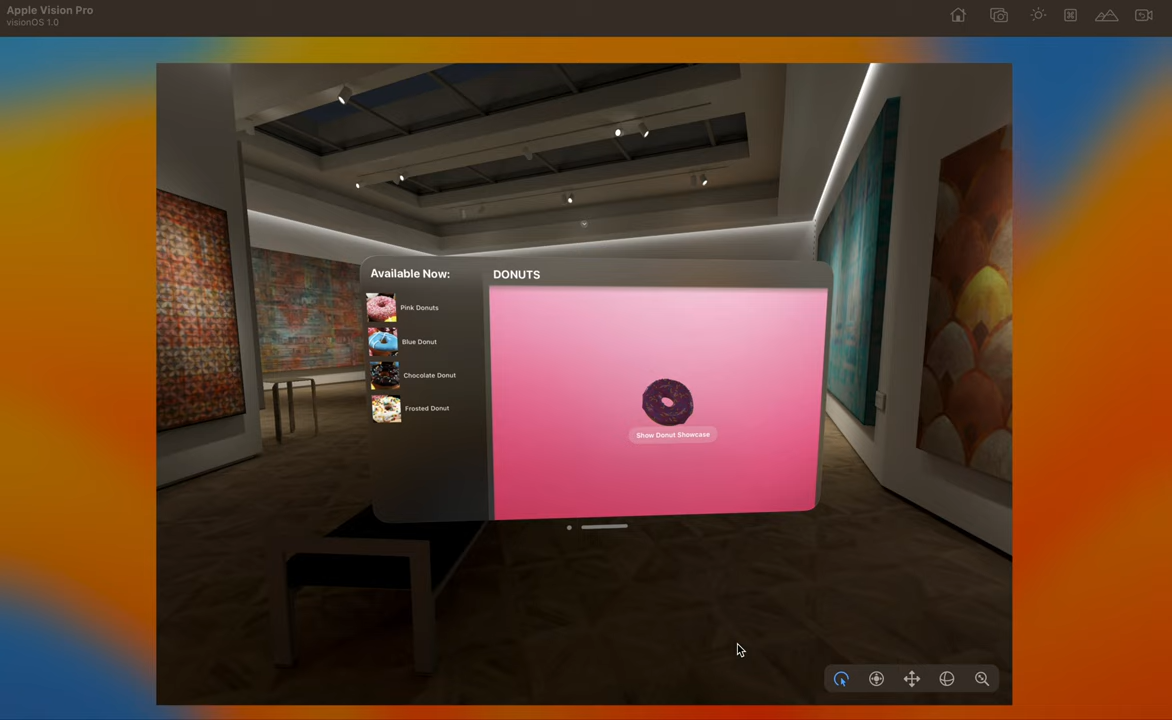 Apple Vision Pro
visionOS 1.0
Available Now:
Pink Donuts
Blue Donut
Chocolate Donut
Frosted Donut
DONUTS
Show Donut Showcase